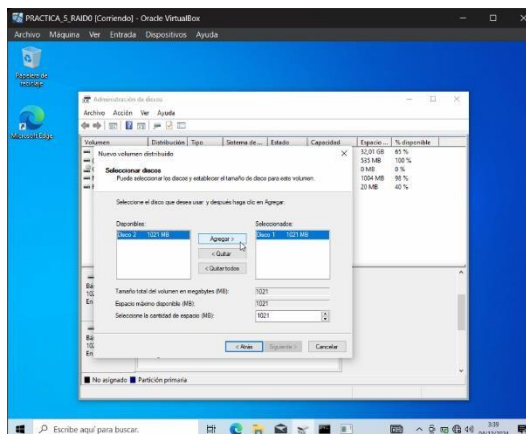 PRACTICA_5_RAID0 [Corriendo] - Oracle VirtualBox
Archivo Máquina Ver Entrada Dispositivos Ayuda
Papelera de
reciclaje
Microsoft Edge
Administración de discos
Archivo Acción Ver Ayuda
Volumen Distribución Tipo Sistema de ... Estado Capacidad Espacio ... % disponible
32,01 GB 65 %
535 MB 100 %
0 MB 0 %
1004 MB 98 %
20 MB 40 %
Nuevo volumen distribuido
Seleccionar discos
Puede seleccionar los discos y establecer el tamaño de disco para este volumen.
Seleccione el disco que desea usar y después haga clic en Agregar.
Disponibles: Seleccionados:
Disco 2 1021 MB Disco 1 1021 MB
Agregar >
< Quitar
< Quitar todos
Tamaño total del volumen en megabytes (MB): 1021
Espacio máximo disponible (MB): 1021
Seleccione la cantidad de espacio (MB): 1021
< Atrás Siguiente > Cancelar
No asignado Partición primaria
Escribe aquí para buscar.
3:39